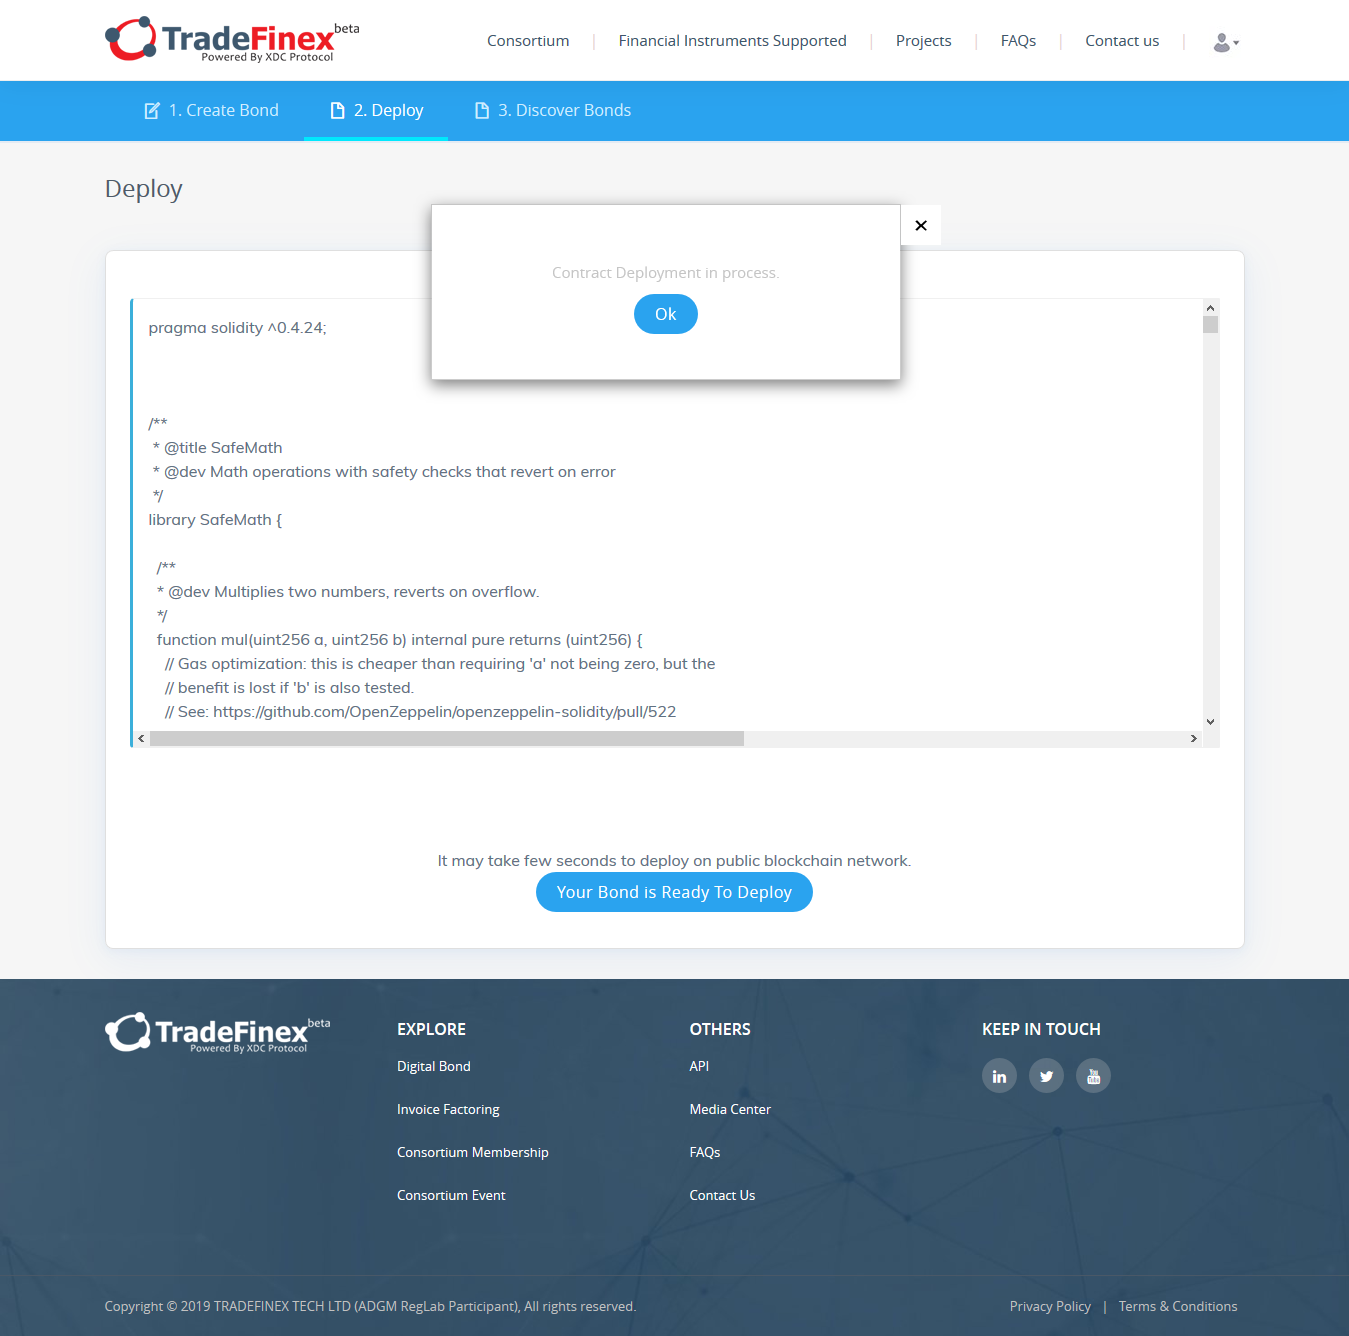 TradeFinex beta
Powered By XDC Protocol
Consortium | Financial Instruments Supported | Projects | FAQs | Contact us |
1. Create Bond 2. Deploy 3. Discover Bonds
Deploy
Contract Deployment in process.
Ok
pragma solidity ^0.4.24;
/**
* @title SafeMath
* @dev Math operations with safety checks that revert on error
*/
library SafeMath {
/**
* @dev Multiplies two numbers, reverts on overflow.
*/
function mul(uint256 a, uint256 b) internal pure returns (uint256) {
// Gas optimization: this is cheaper than requiring 'a' not being zero, but the
// benefit is lost if 'b' is also tested.
// See: https://github.com/OpenZeppelin/openzeppelin-solidity/pull/522
It may take few seconds to deploy on public blockchain network.
Your Bond is Ready To Deploy
TradeFinex beta
Powered By XDC Protocol
EXPLORE
Digital Bond
Invoice Factoring
Consortium Membership
Consortium Event
OTHERS
API
Media Center
FAQs
Contact Us
KEEP IN TOUCH
in
You Tube
Copyright © 2019 TRADEFINEX TECH LTD (ADGM RegLab Participant), All rights reserved.
Privacy Policy | Terms & Conditions